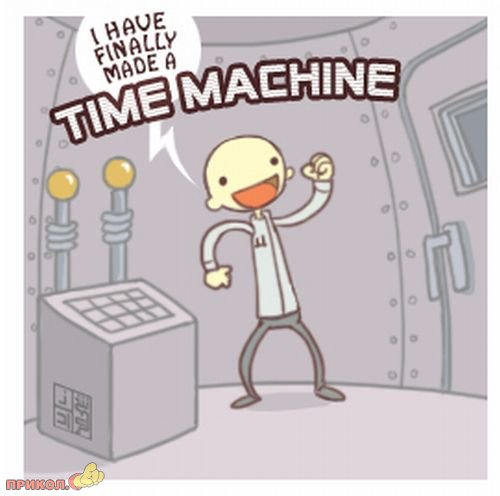 I HAVE
FINALLY
MADE A
TIME MACHINE
ПРИКОЛ.